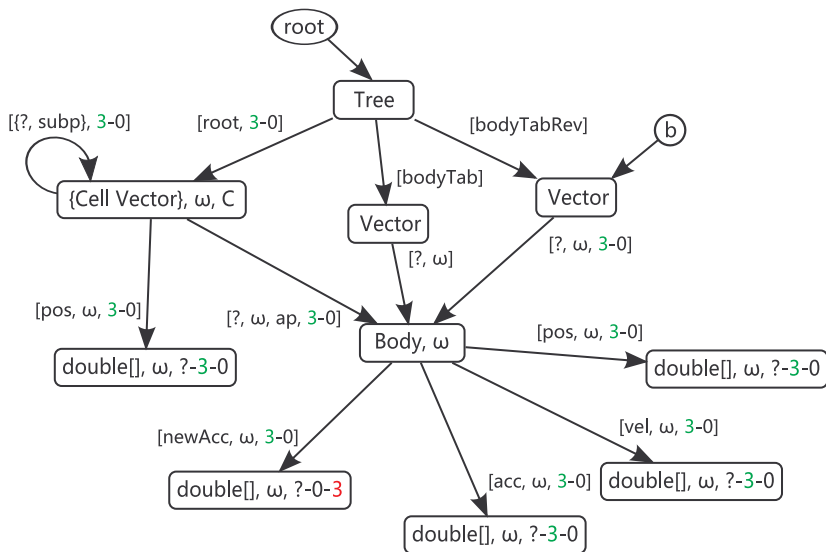 root
Tree
[{?, subp}, 3-0]
[root, 3-0]
[bodyTabRev]
b
[bodyTab]
{Cell Vector}, ω, C
Vector
Vector
[?, ω]
[?, ω, 3-0]
[pos, ω, 3-0]
[?, ω, ap, 3-0]
Body, ω
[pos, ω, 3-0]
double[], ω, ?-3-0
double[], ω, ?-3-0
[newAcc, ω, 3-0]
[vel, ω, 3-0]
double[], ω, ?-0-3
[acc, ω, 3-0]
double[], ω, ?-3-0
double[], ω, ?-3-0